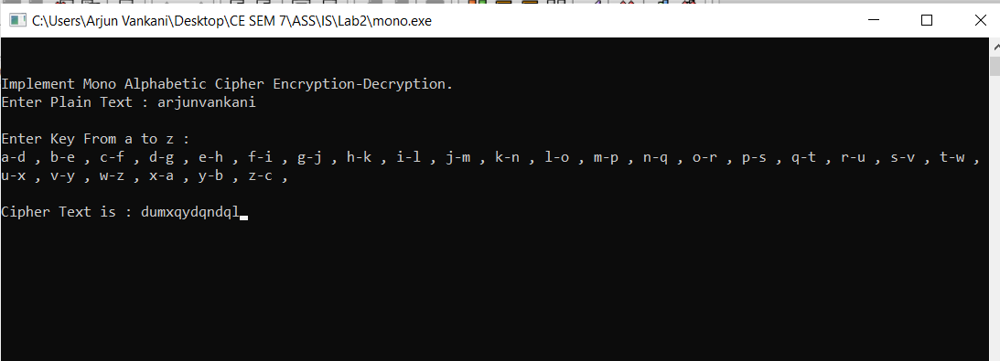 C:\Users\Arjun Vankani\Desktop\CE SEM 7\ASS\IS\Lab2\mono.exe
Implement Mono Alphabetic Cipher Encryption-Decryption.
Enter Plain Text : arjunvankani
Enter Key From a to z :
a-d , b-e , c-f , d-g , e-h , f-i , g-j , h-k , i-l , j-m , k-n , l-o , m-p , n-q , o-r , p-s , q-t , r-u , s-v , t-w ,
u-x , v-y , w-z , x-a , y-b , z-c ,
Cipher Text is : dumxqydqndql